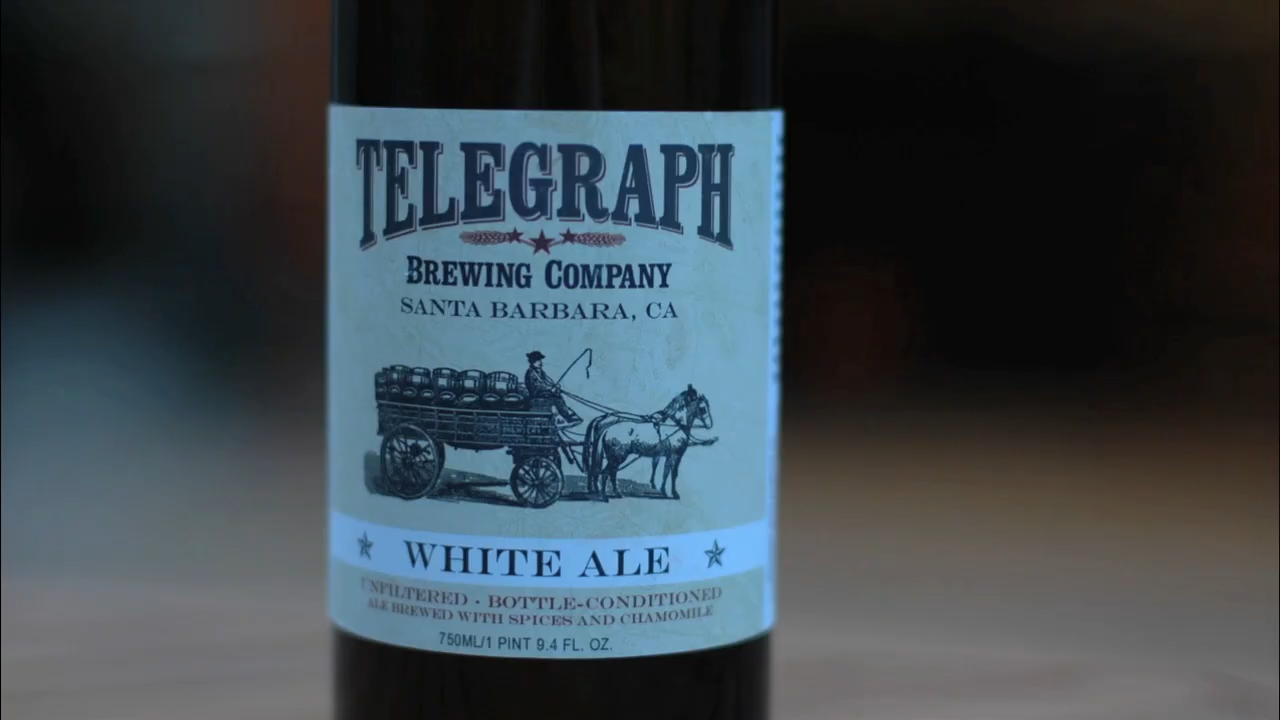 TELEGRAPH
BREWING COMPANY
SANTA BARBARA, CA
WHITE ALE
UNFILTERED · BOTTLE-CONDITIONED
ALE BREWED WITH SPICES AND CHAMOMILE
750ML/1 PINT 9.4 FL. OZ.